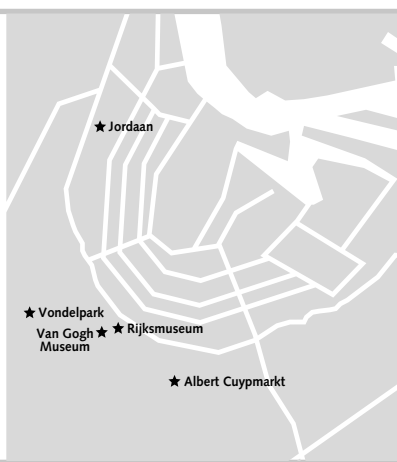 Jordaan
Vondelpark
Van Gogh
Museum
Rijksmuseum
Albert Cuypmarkt